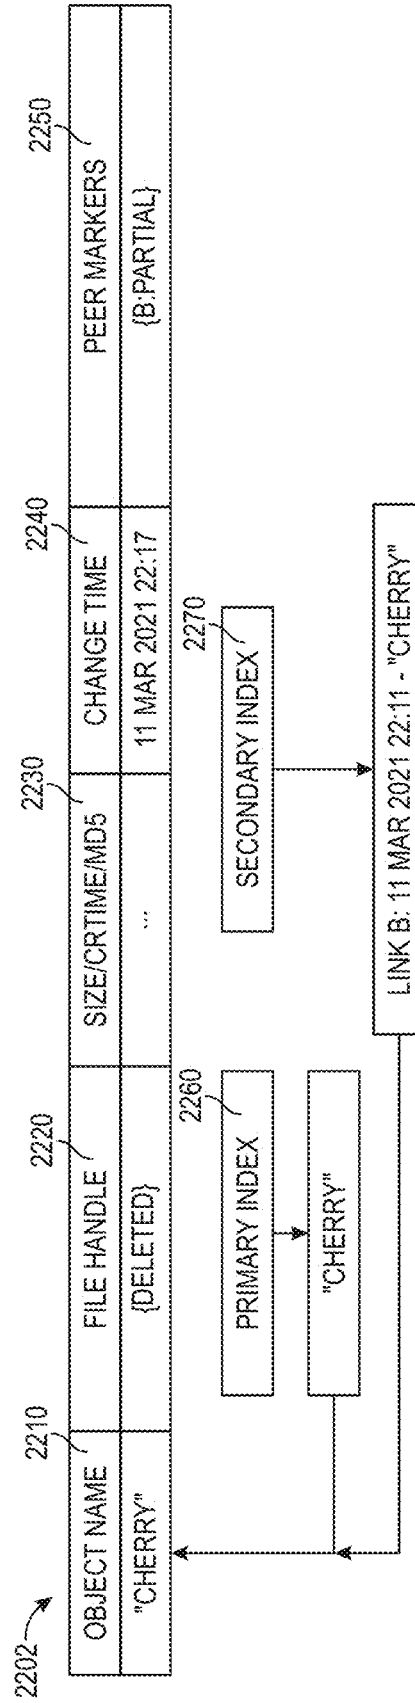 2202
2210
2220
2230
2240
2250
OBJECT NAME
FILE HANDLE
SIZE/CRTIME/MD5
CHANGE TIME
PEER MARKERS
"CHERRY"
{DELETED}
...
11 MAR 2021 22:17
{B:PARTIAL}
2260
2270
PRIMARY INDEX
SECONDARY INDEX
"CHERRY"
LINK B: 11 MAR 2021 22:11 - "CHERRY"